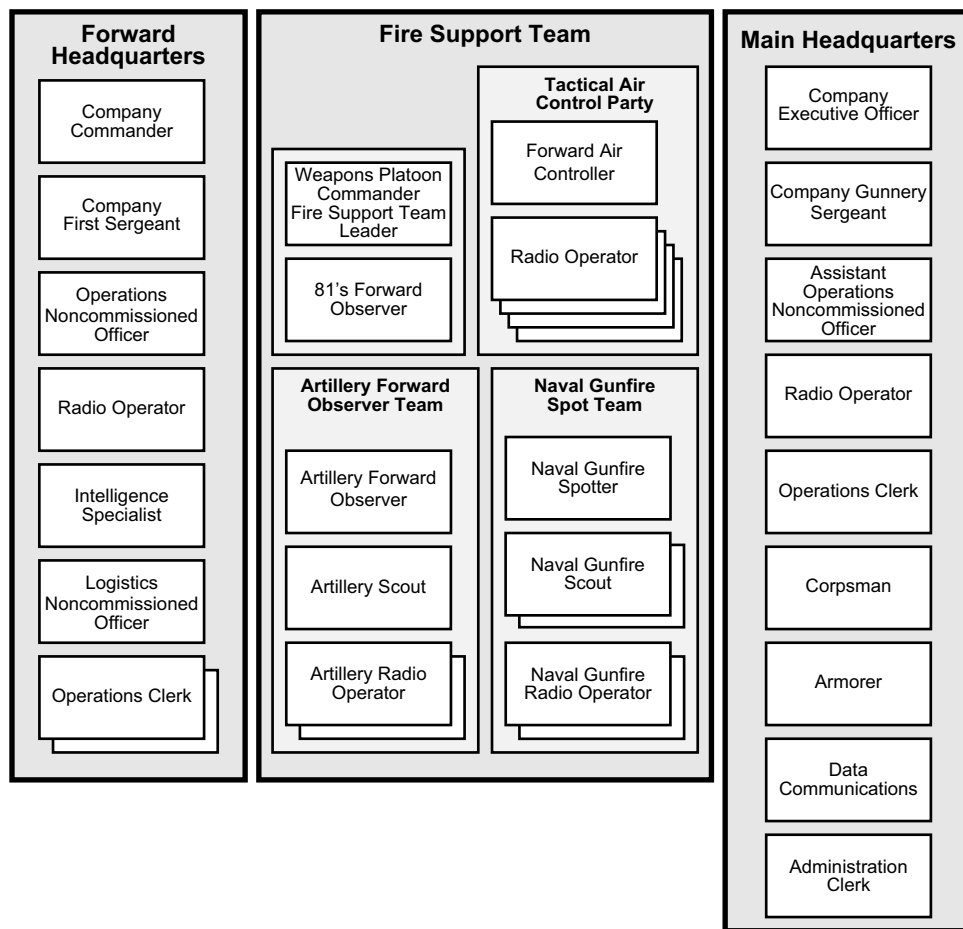 Forward
Headquarters
Company
Commander
Company
First Sergeant
Operations
Noncommissioned
Officer
Radio Operator
Intelligence
Specialist
Logistics
Noncommissioned
Officer
Operations Clerk
Fire Support Team
Weapons Platoon
Commander
Fire Support Team
Leader
81's Forward
Observer
Tactical Air
Control Party
Forward Air
Controller
Radio Operator
Artillery Forward
Observer Team
Artillery Forward
Observer
Artillery Scout
Artillery Radio
Operator
Naval Gunfire
Spot Team
Naval Gunfire
Spotter
Naval Gunfire
Scout
Naval Gunfire
Radio Operator
Main Headquarters
Company
Executive Officer
Company Gunnery
Sergeant
Assistant
Operations
Noncommissioned
Officer
Radio Operator
Operations Clerk
Corpsman
Armorer
Data
Communications
Administration
Clerk